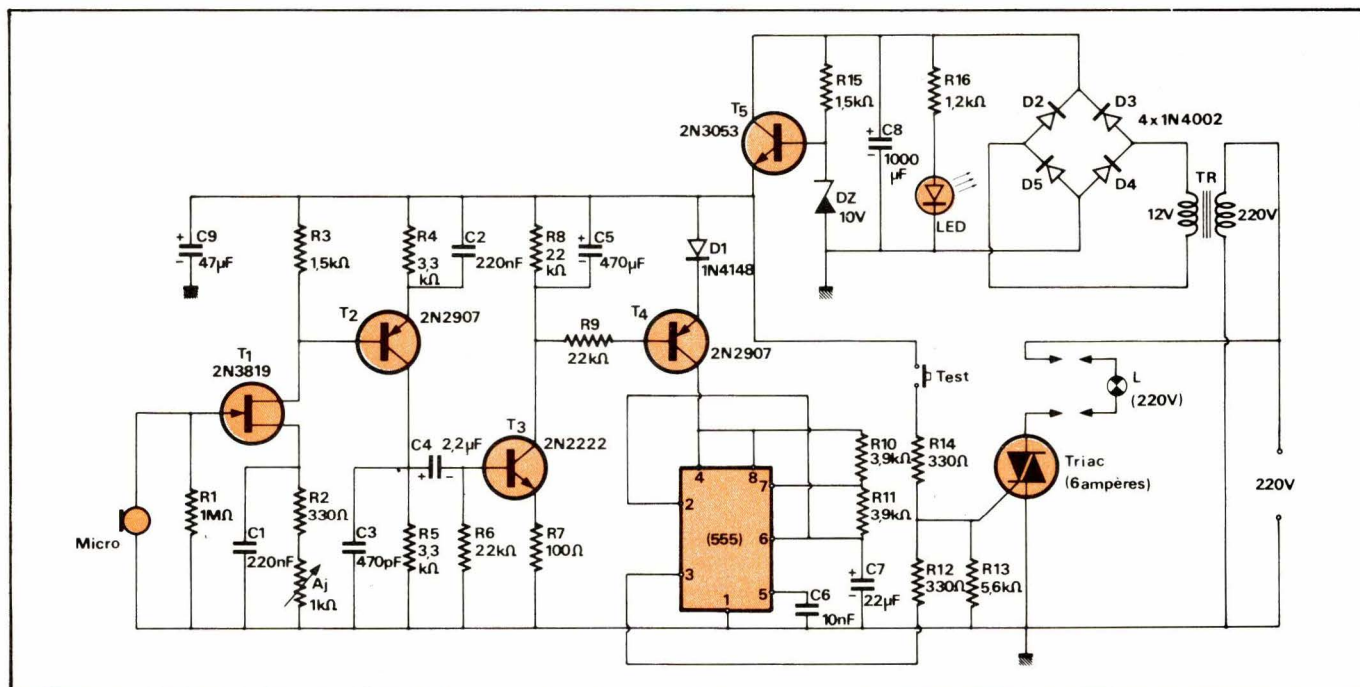 R15
1,5kΩ
R16
1,2kΩ
T5
2N3053
+ C8
−
1000
µF
DZ
10V
LED
D2
D3
4 x 1N4002
D5
D4
TR
12V
220V
+ C9
−
47µF
R3
1,5kΩ
R4
3,3
kΩ
C2
220nF
R8
22
kΩ
+ C5
−
470µF
D1
1N4148
T2
2N2907
R9
22kΩ
T4
2N2907
T1
2N3819
Test
L
(220V)
Micro
R1
1MΩ
C1
220nF
R2
330Ω
Aj
1kΩ
C3
470pF
C4
2,2µF
+ −
R5
3,3
kΩ
R6
22kΩ
T3
2N2222
R7
100Ω
4
8
7
2
(555)
6
3
5
1
R10
3,9kΩ
R11
3,9kΩ
+ C7
−
22µF
C6
10nF
R14
330Ω
R12
330Ω
R13
5,6kΩ
Triac
(6ampères)
220V